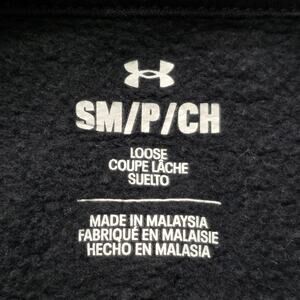 SM/P/CH
LOOSE
COUPE LÂCHE
SUELTO
MADE IN MALAYSIA
FABRIQUÉ EN MALAISIE
HECHO EN MALASIA